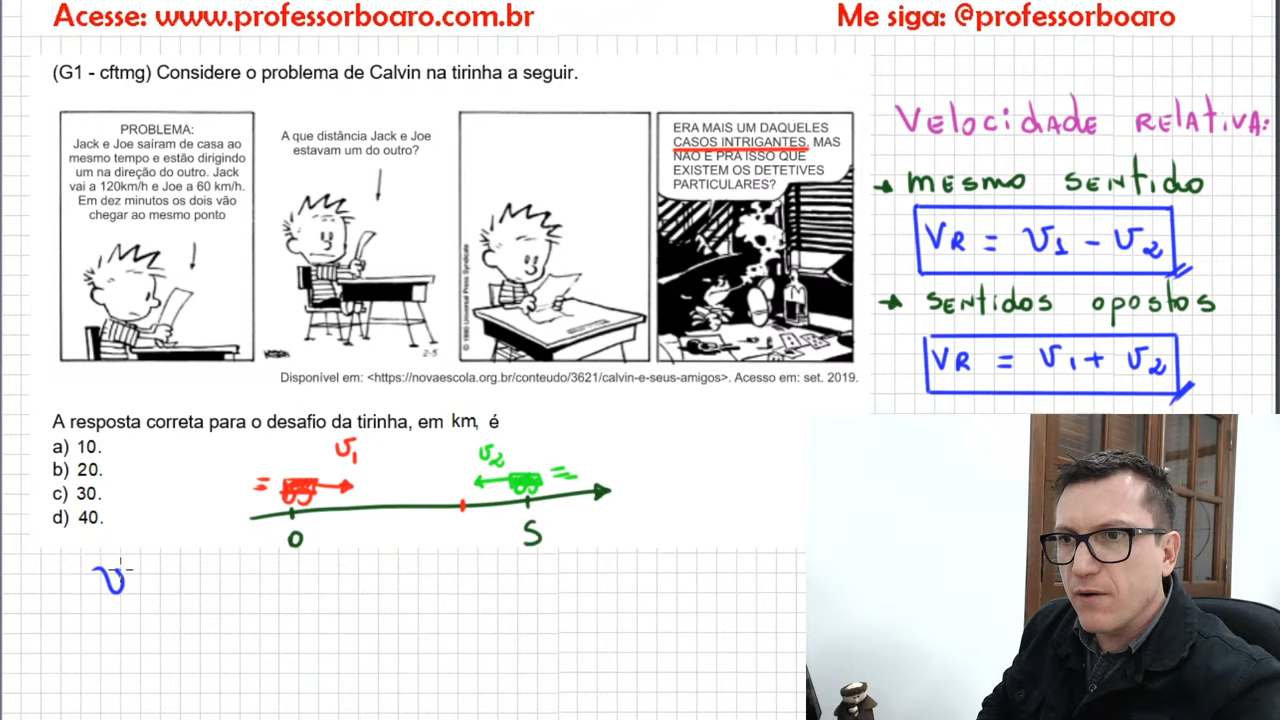 Acesse: www.professorboaro.com.br
Me siga: @professorboaro
(G1 - cftmg) Considere o problema de Calvin na tirinha a seguir.
PROBLEMA:
Jack e Joe saíram de casa ao
mesmo tempo e estão dirigindo
um na direção do outro. Jack
vai a 120km/h e Joe a 60 km/h.
Em dez minutos os dois vão
chegar ao mesmo ponto
A que distância Jack e Joe
estavam um do outro?
2-5
© 1990 Universal Press Syndicate
ERA MAIS UM DAQUELES
CASOS INTRIGANTES, MAS
NÃO É PRA ISSO QUE
EXISTEM OS DETETIVES
PARTICULARES?
Disponível em: <https://novaescola.org.br/conteudo/3621/calvin-e-seus-amigos>. Acesso em: set. 2019.
A resposta correta para o desafio da tirinha, em km, é
a) 10.
b) 20.
c) 30.
d) 40.
v1
v2
0
S
v
VELOCIDADE RELATIVA:
→ MESMO SENTIDO
VR = v1 - v2
→ SENTIDOS OPOSTOS
VR = v1 + v2